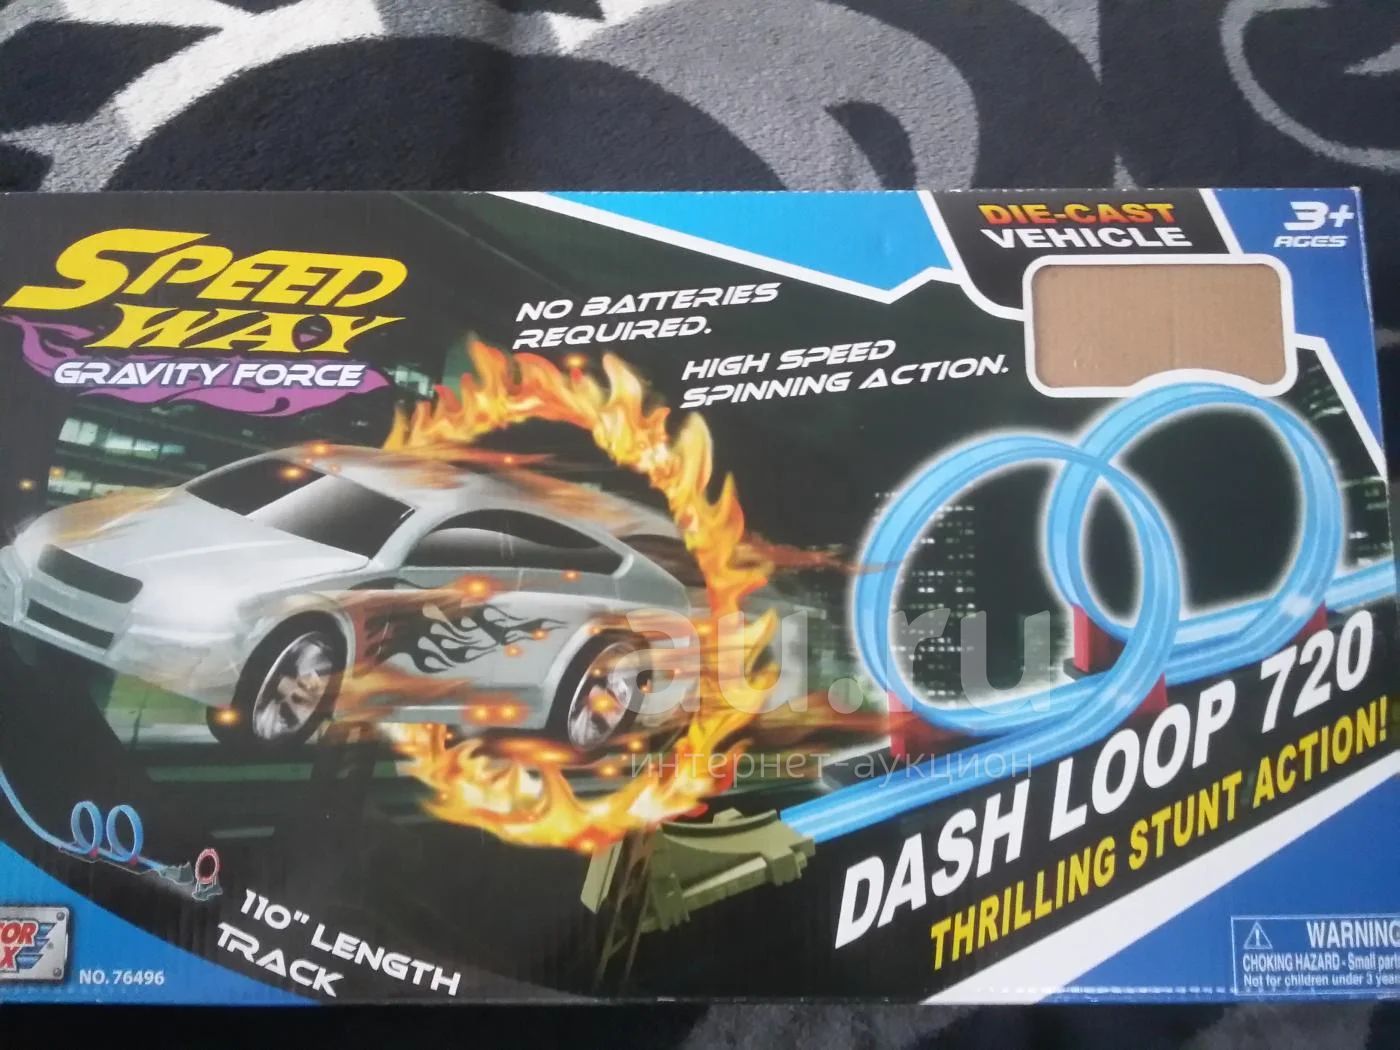 SPEED
WAY
GRAVITY FORCE
NO BATTERIES
REQUIRED.
HIGH SPEED
SPINNING ACTION.
DIE-CAST
VEHICLE
3+
AGES
au.ru
интернет-аукцион
DASH LOOP 720
THRILLING STUNT ACTION!
110" LENGTH
TRACK
NO.76496
WARNING
CHOKING HAZARD - Small parts
Not for children under 3